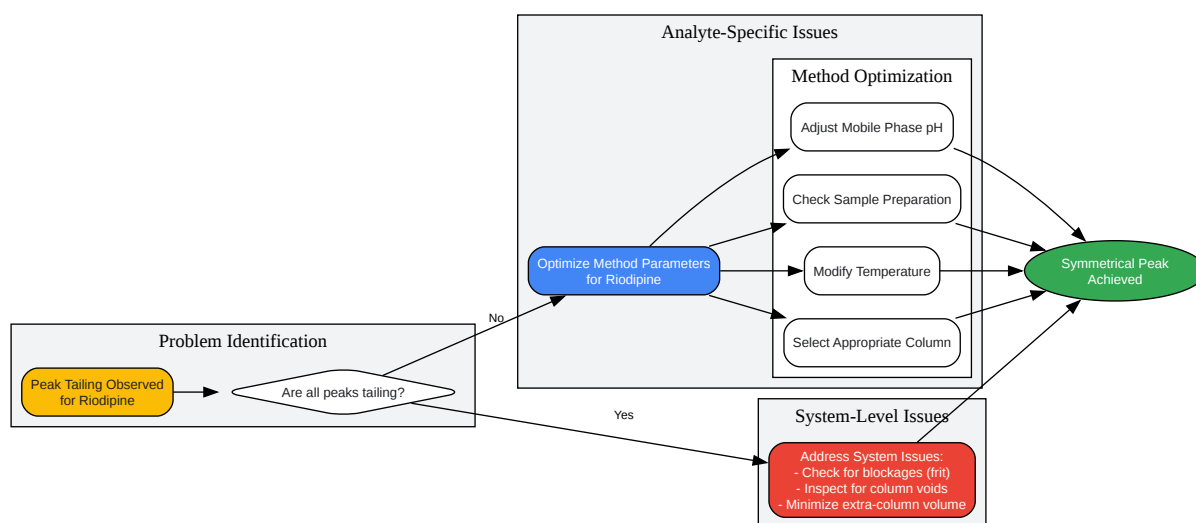 Analyte-Specific Issues
Method Optimization
Adjust Mobile Phase pH
Check Sample Preparation
Optimize Method Parameters
for Riodipine
Modify Temperature
Symmetrical Peak
Achieved
Select Appropriate Column
No
Problem Identification
Peak Tailing Observed
for Riodipine
Are all peaks tailing?
Yes
System-Level Issues
Address System Issues:
- Check for blockages (frit)
- Inspect for column voids
- Minimize extra-column volume